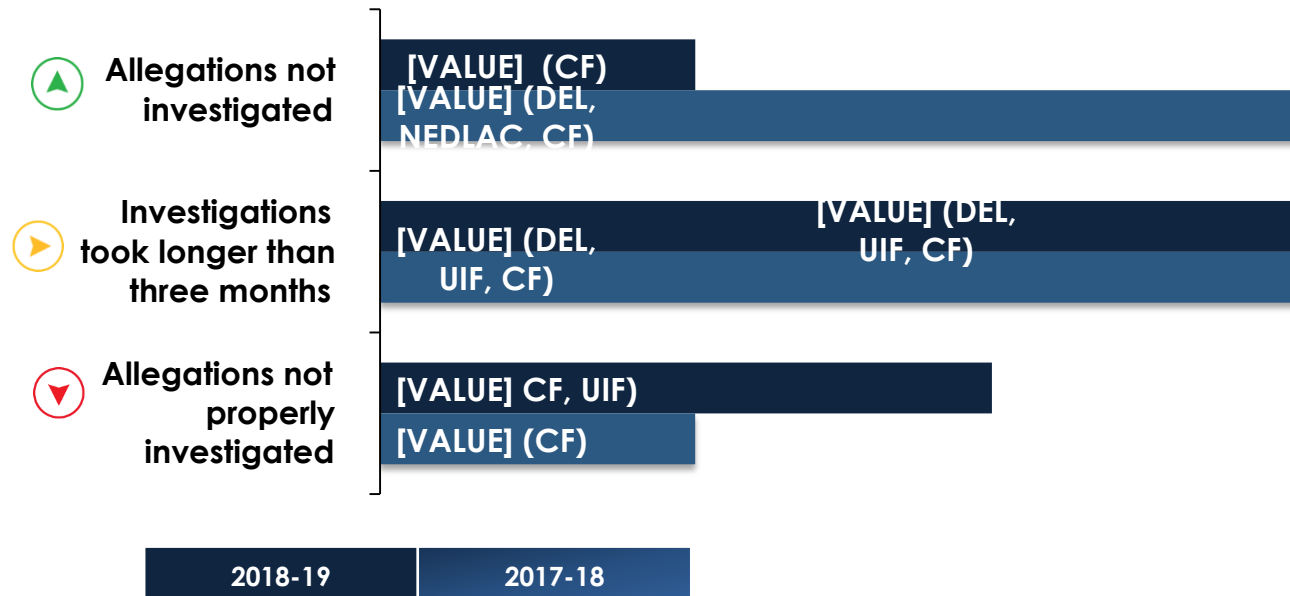 Allegations not
investigated
[VALUE]  (CF)
[VALUE] (DEL,
NEDLAC, CF)
Investigations
took longer than
three months
[VALUE] (DEL,
UIF, CF)
[VALUE] (DEL,
UIF, CF)
Allegations not
properly
investigated
[VALUE] CF, UIF)
[VALUE] (CF)
2018-19
2017-18